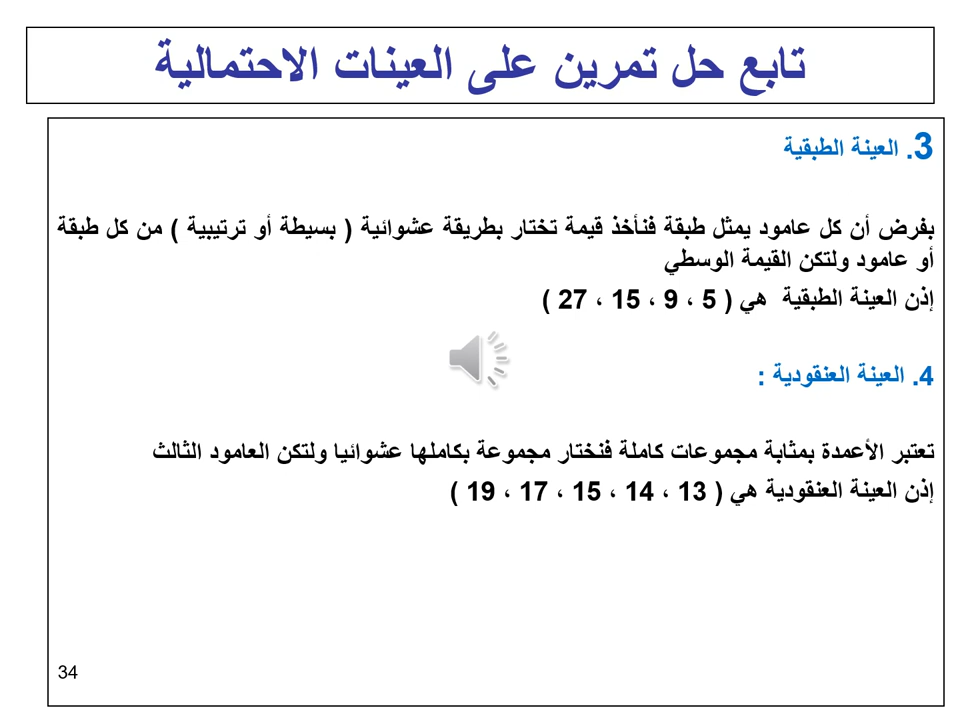 تابع حل تمرين على العينات الاحتمالية
3. العينة الطبقية
بفرض أن كل عامود يمثل طبقة فنأخذ قيمة تختار بطريقة عشوائية ( بسيطة أو ترتيبية ) من كل طبقة
أو عامود ولتكن القيمة الوسطي
إذن العينة الطبقية هي ( 5 ، 9 ، 15 ، 27 )
4. العينة العنقودية :
تعتبر الأعمدة بمثابة مجموعات كاملة فنختار مجموعة بكاملها عشوائيا ولتكن العامود الثالث
إذن العينة العنقودية هي ( 13 ، 14 ، 15 ، 17 ، 19 )
34